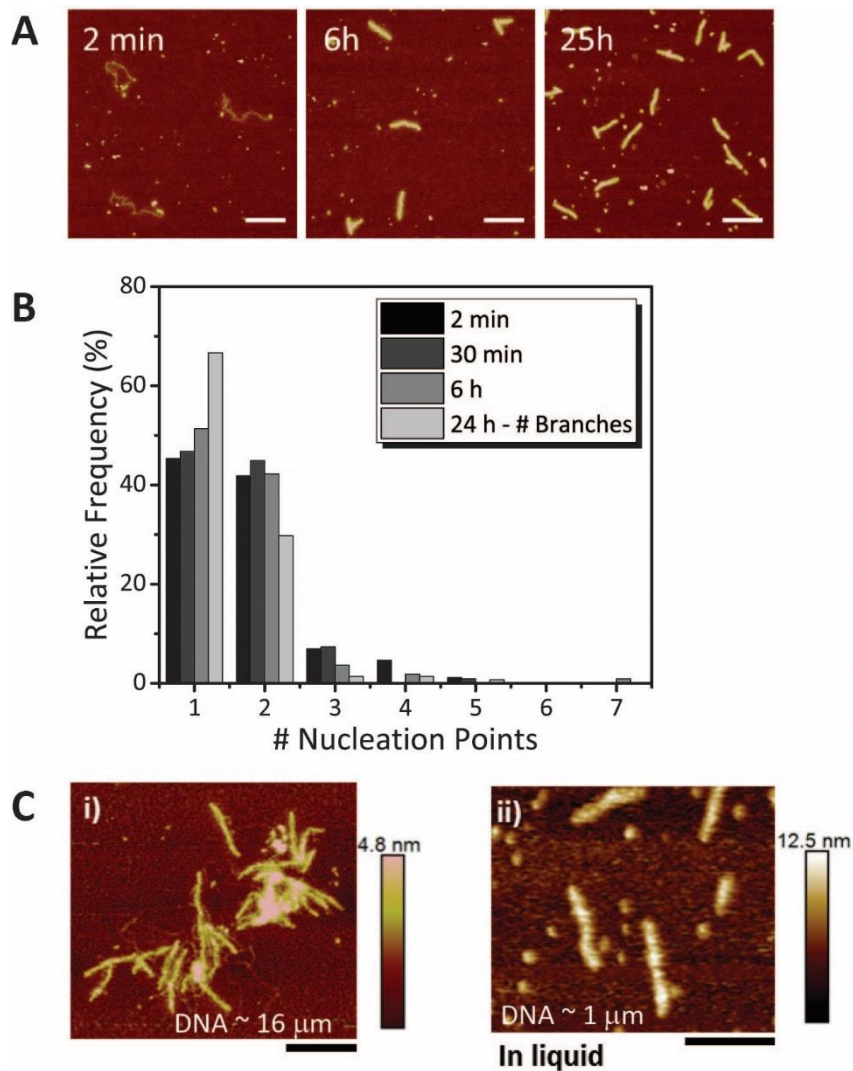 A
2 min
6h
25h
B
80
60
40
20
0
Relative Frequency (%)
2 min
30 min
6 h
24 h - # Branches
1 2 3 4 5 6 7
# Nucleation Points
C
i)
4.8 nm
DNA ~ 16 μm
ii)
12.5 nm
DNA ~ 1 μm
In liquid